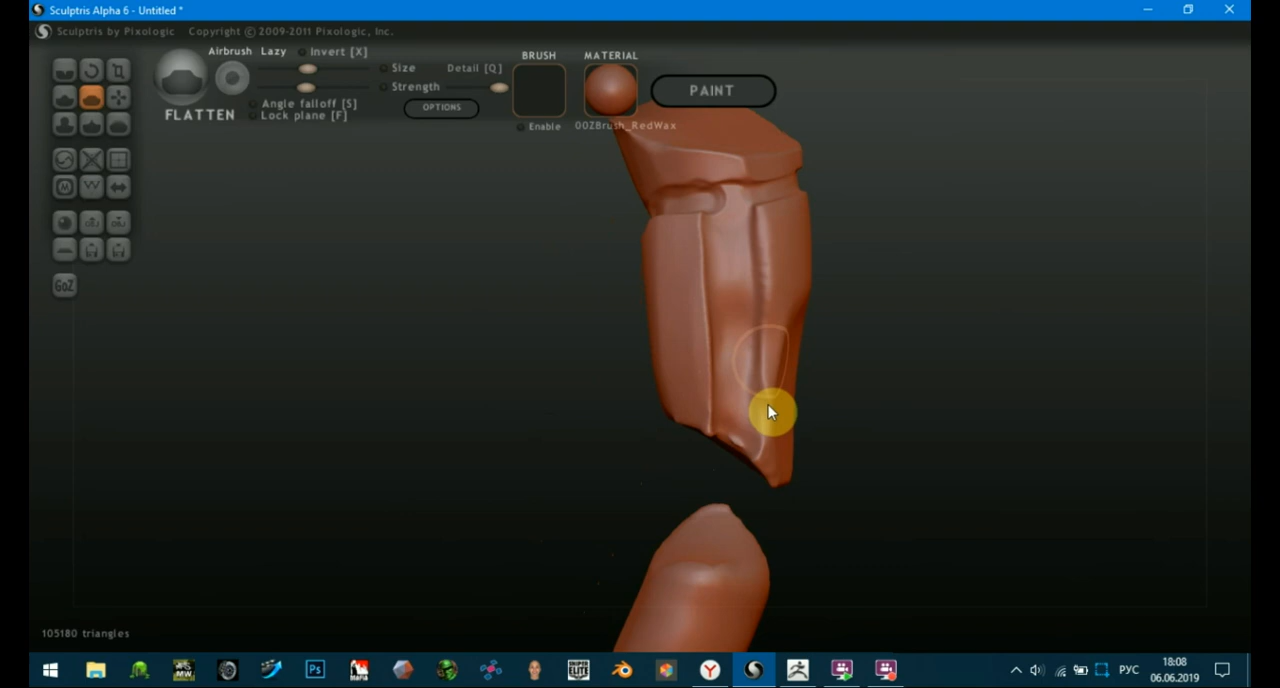 Sculptris Alpha 6 - Untitled *
Sculptris by Pixologic Copyright © 2009-2011 Pixologic, Inc.
Airbrush Lazy Invert [X]
Size Detail [Q]
Strength
Angle falloff [S]
Lock plane [F]
OPTIONS
FLATTEN
BRUSH
Enable
MATERIAL
00ZBrush_RedWax
PAINT
GoZ
105180 triangles
Ps
РУС
18:08
06.06.2019